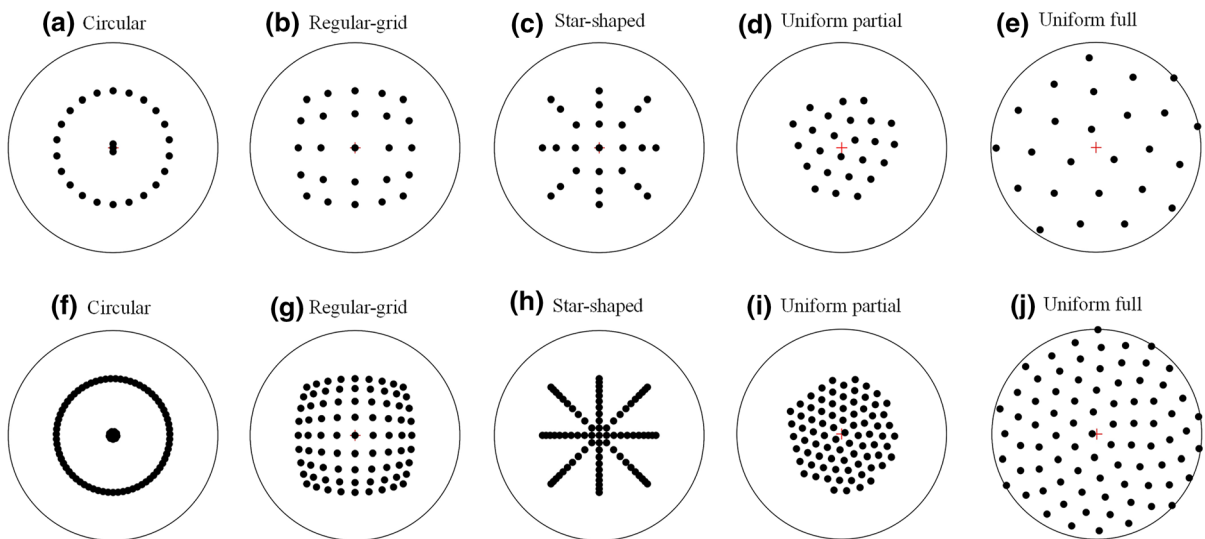 (a) Circular
(b) Regular-grid
(c) Star-shaped
(d) Uniform partial
(e) Uniform full
(f) Circular
(g) Regular-grid
(h) Star-shaped
(i) Uniform partial
(j) Uniform full